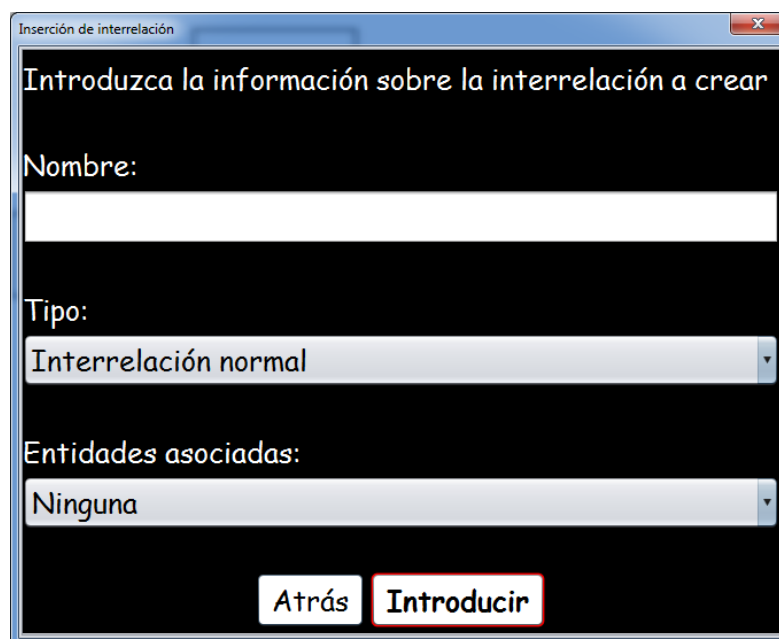 Inserción de interrelación
Introduzca la información sobre la interrelación a crear
Nombre:
Tipo:
Interrelación normal
Entidades asociadas:
Ninguna
Atrás Introducir